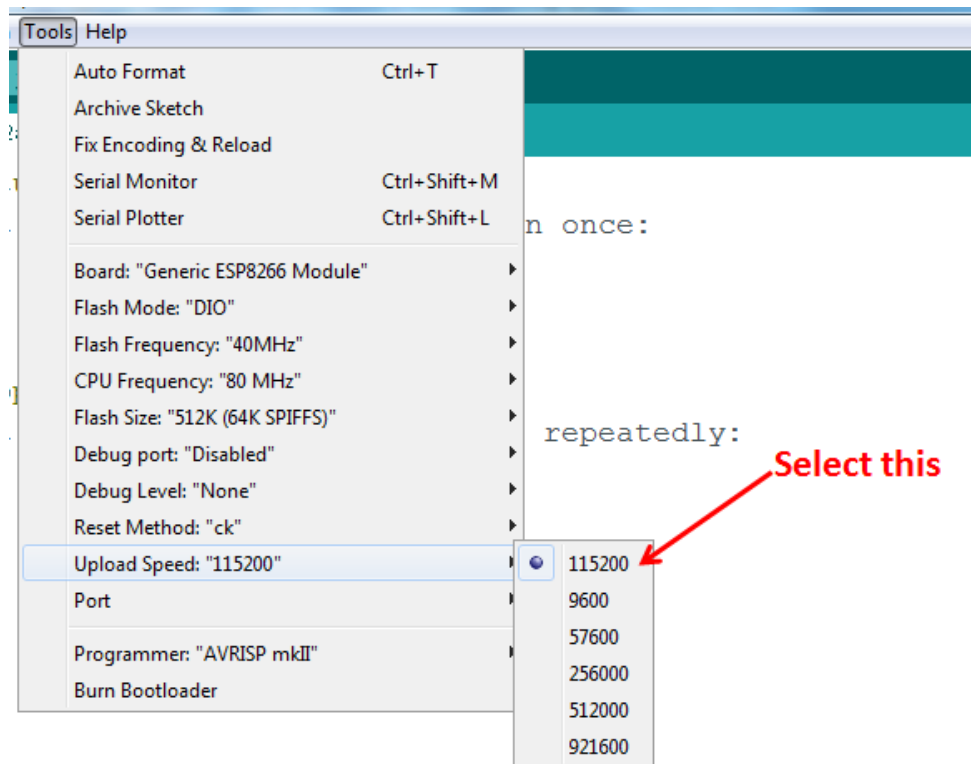 Tools Help
Auto Format Ctrl+T
Archive Sketch
Fix Encoding & Reload
Serial Monitor Ctrl+Shift+M
Serial Plotter Ctrl+Shift+L
n once:
Board: "Generic ESP8266 Module"
Flash Mode: "DIO"
Flash Frequency: "40MHz"
CPU Frequency: "80 MHz"
Flash Size: "512K (64K SPIFFS)"
repeatedly:
Debug port: "Disabled"
Select this
Debug Level: "None"
Reset Method: "ck"
Upload Speed: "115200"
115200
Port
9600
57600
Programmer: "AVRISP mkII"
256000
Burn Bootloader
512000
921600